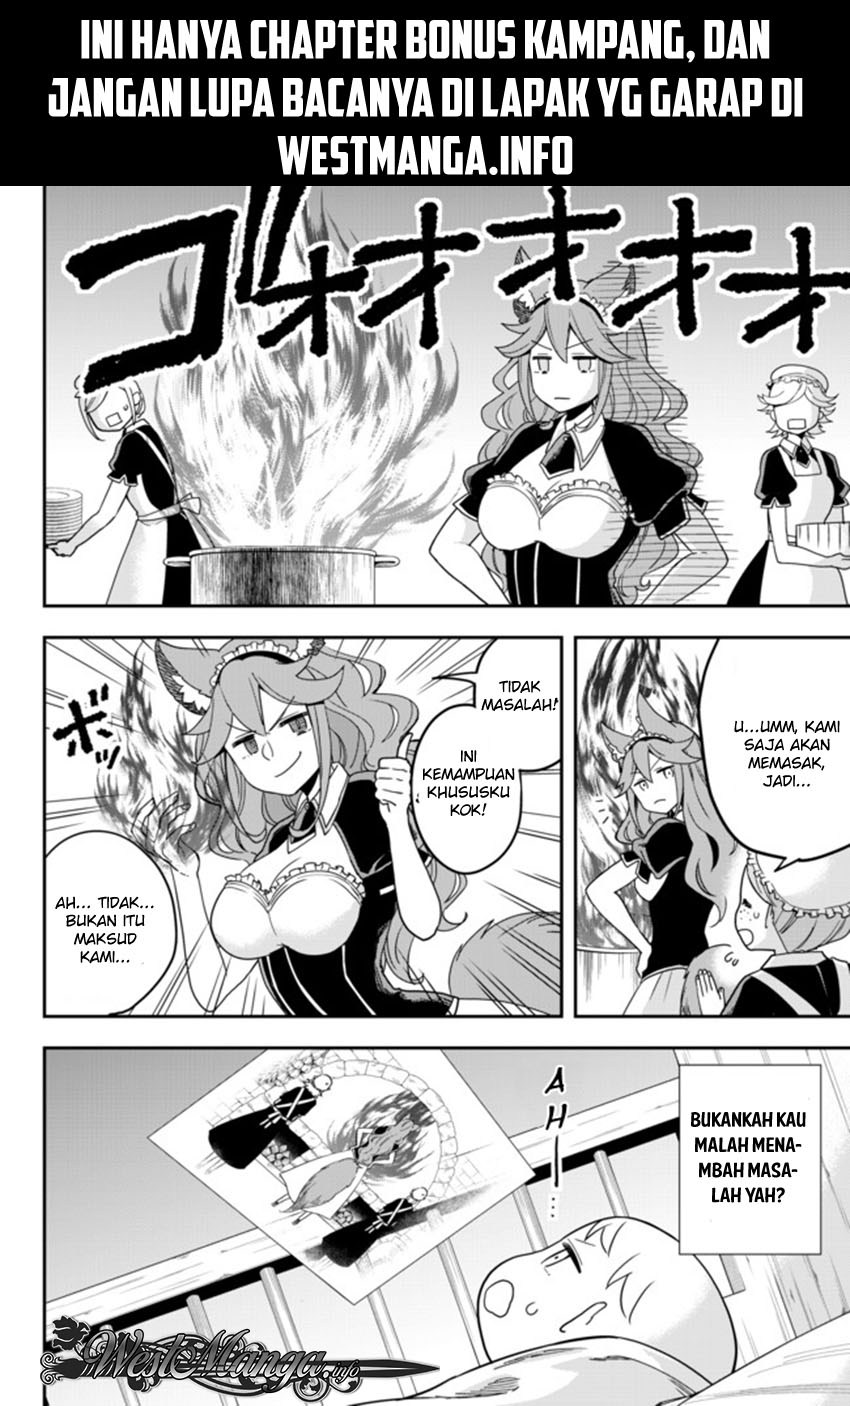 INI HANYA CHAPTER BONUS KAMPANG, DAN
JANGAN LUPA BACANYA DI LAPAK YG GARAP DI
WESTMANGA.INFO
ゴオオオオオ
U...UMM, KAMI
SAJA AKAN
MEMASAK,
JADI...
TIDAK
MASALAH!
INI
KEMAMPUAN
KHUSUSKU
KOK!
ボッ
AH... TIDAK...
BUKAN ITU
MAKSUD
KAMI...
BUKANKAH KAU
MALAH MENA-
MBAH MASA-
LAH YAH?
AH...
WestManga.info